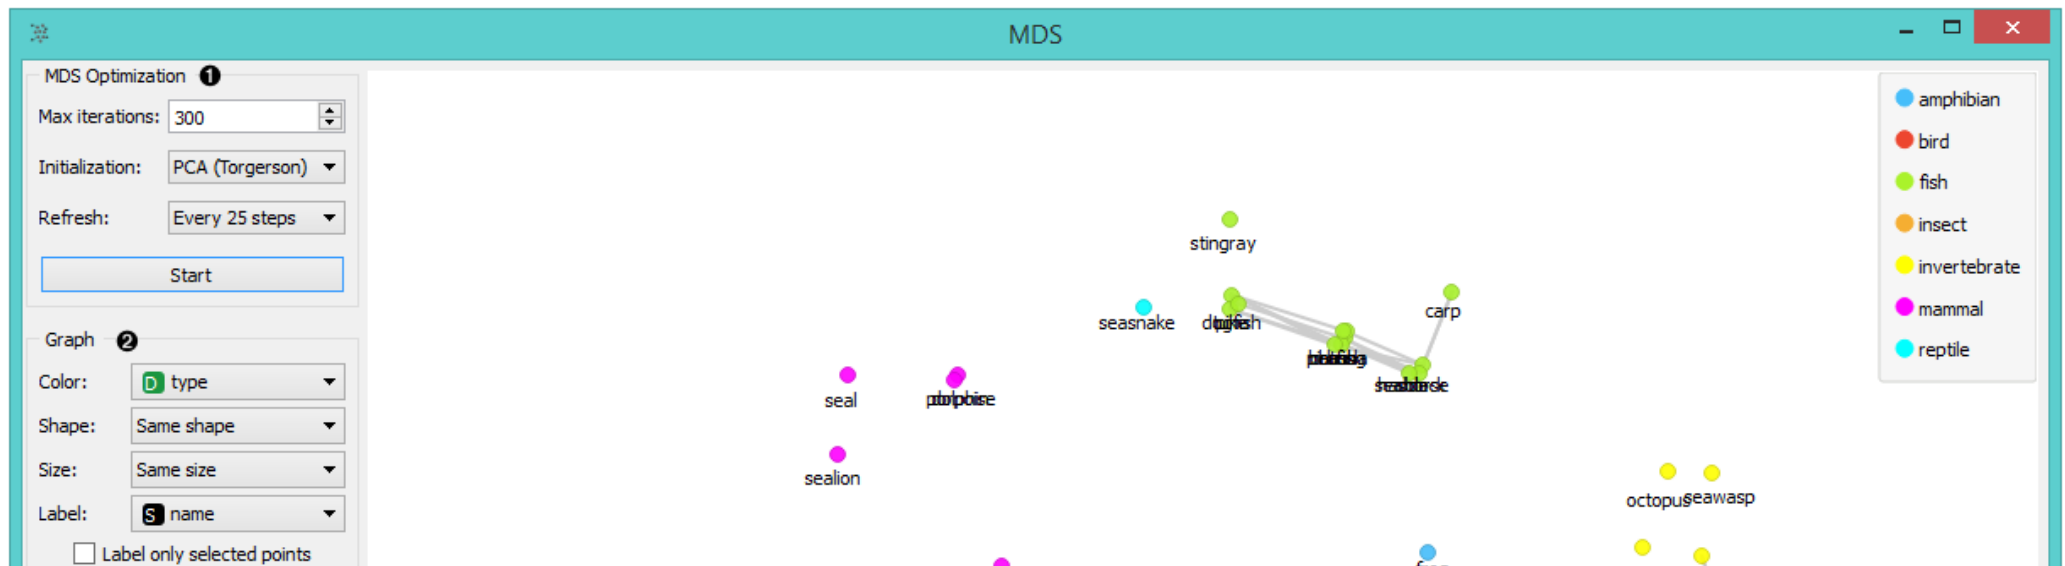 MDS
MDS Optimization 1
Max iterations: 300
Initialization: PCA (Torgerson)
Refresh: Every 25 steps
Start
Graph 2
Color: D type
Shape: Same shape
Size: Same size
Label: S name
Label only selected points
stingray
seasnake
carp
seal
sealion
octopus
seawasp
amphibian
bird
fish
insect
invertebrate
mammal
reptile